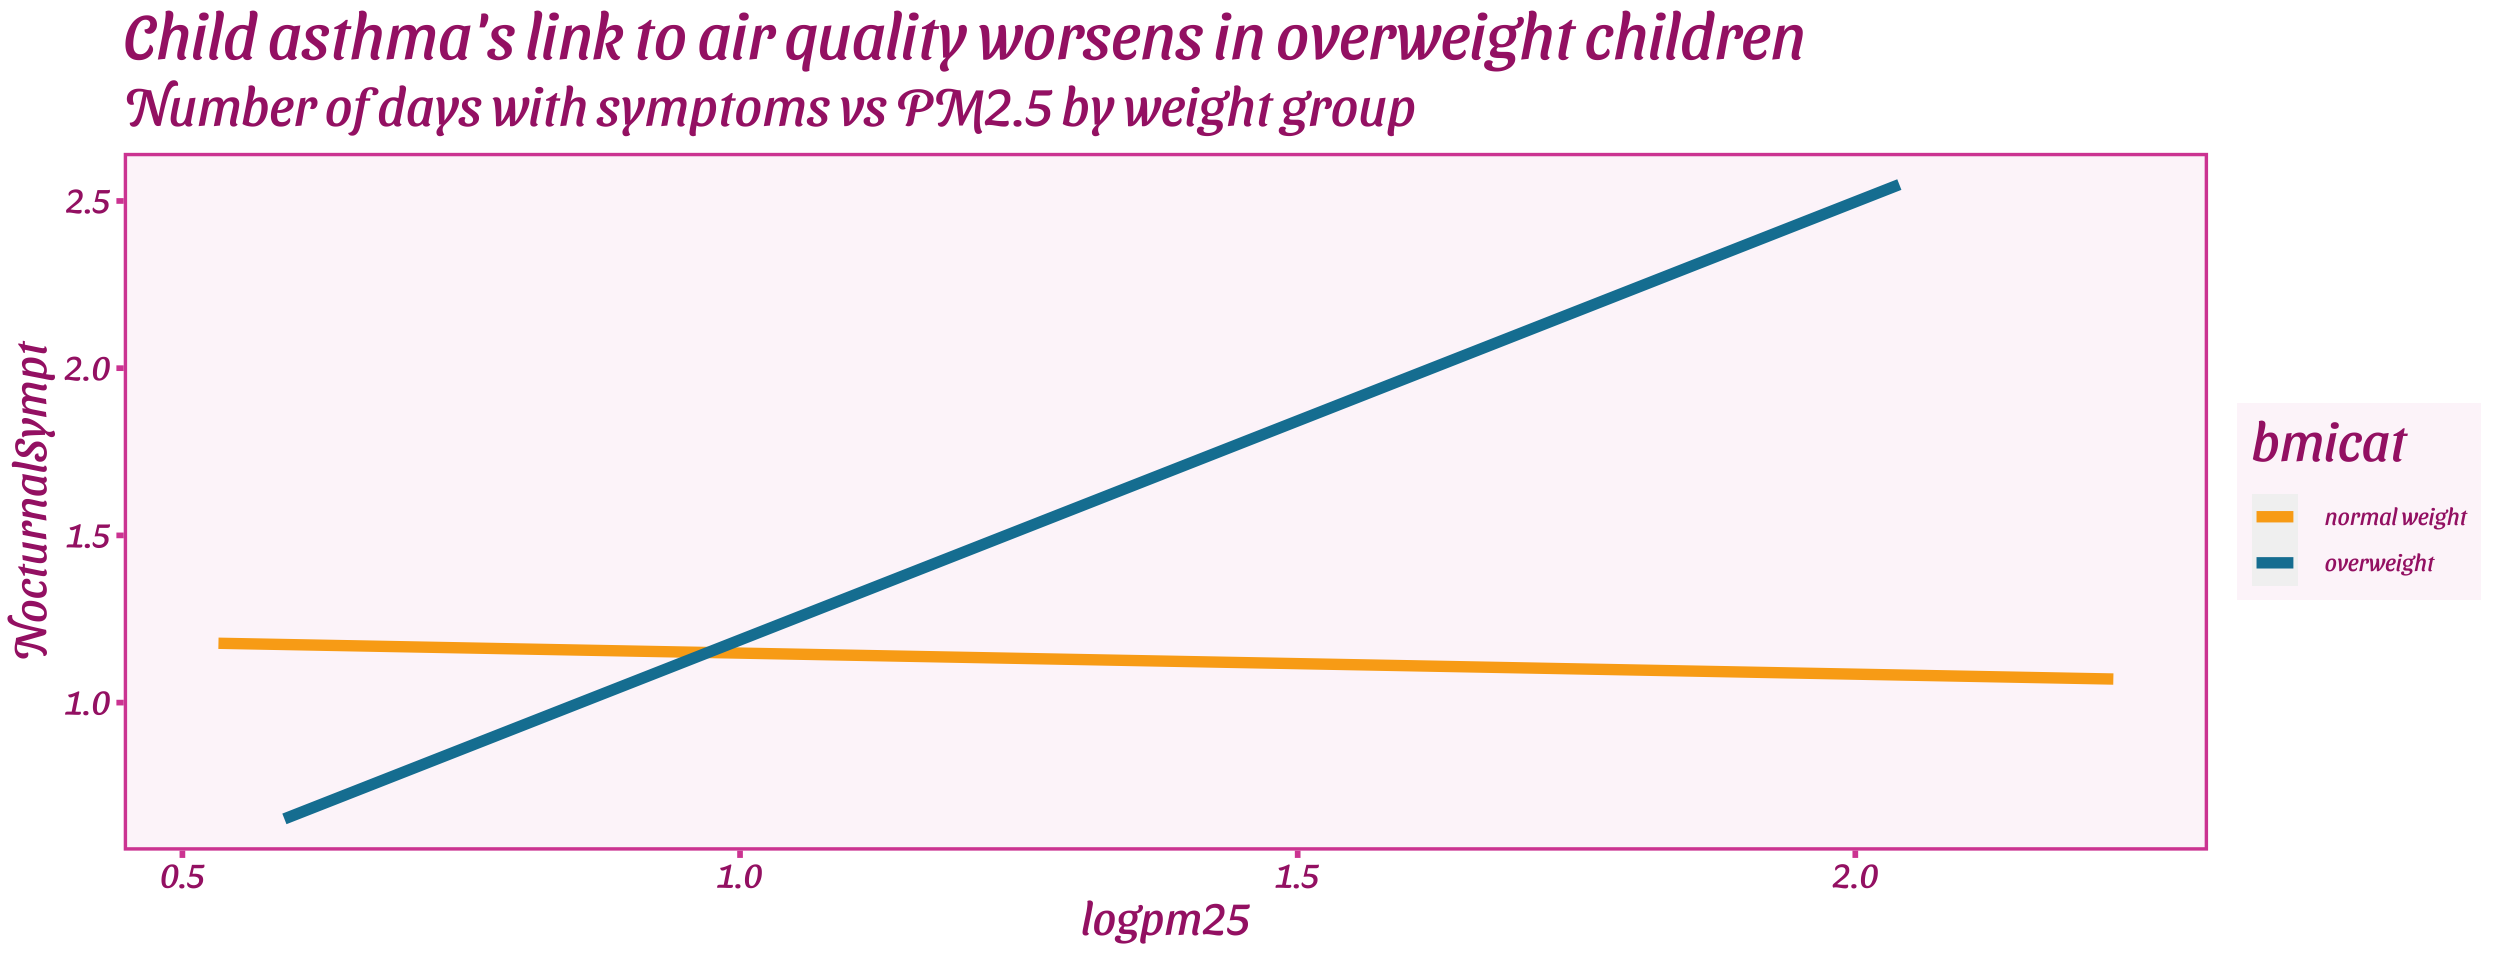 Child asthma's link to air quality worsens in overweight children
Number of days with symptoms vs PM2.5 by weight group
2.5
2.0
1.5
1.0
NocturnalSympt
0.5
1.0
1.5
2.0
logpm25
bmicat
normal weight
overweight